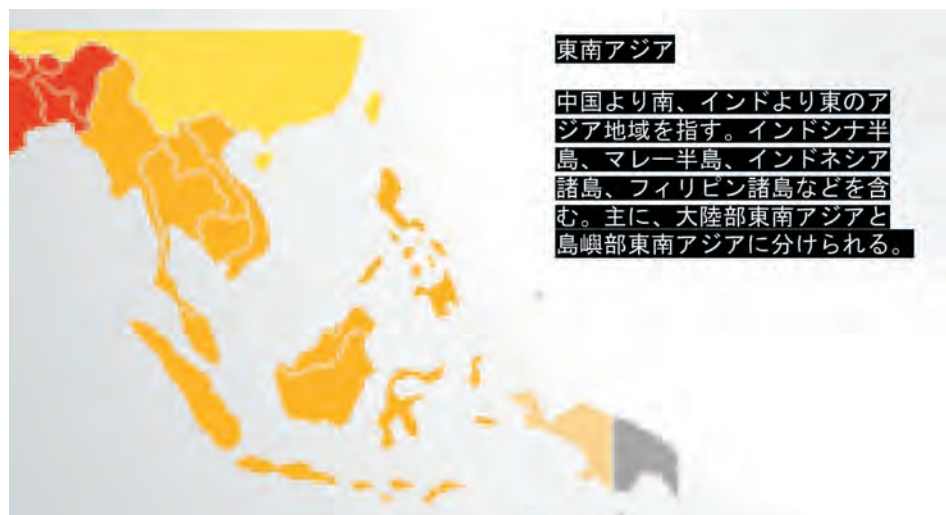 東南アジア
中国より南、インドより東のア
ジア地域を指す。インドシナ半
島、マレー半島、インドネシア
諸島、フィリピン諸島などを含
む。主に、大陸部東南アジアと
島嶼部東南アジアに分けられる。